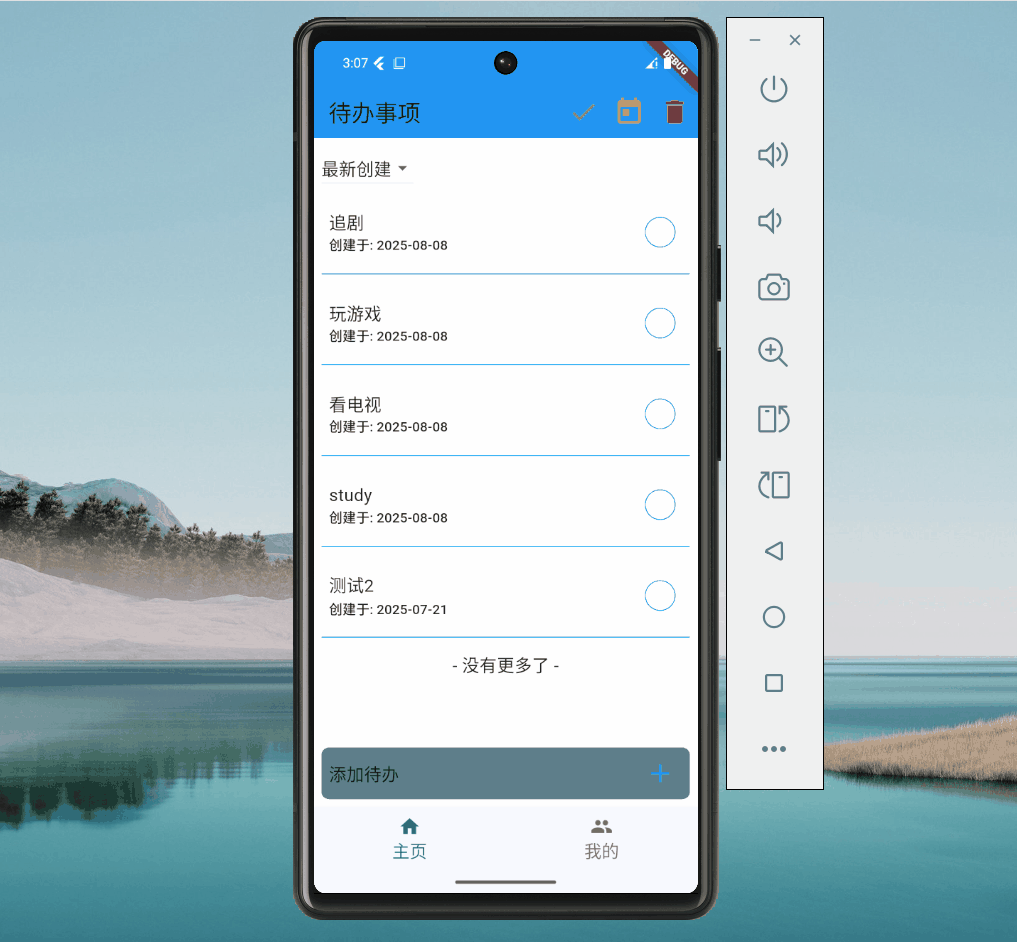 3:07
DEBUG
待办事项
最新创建
追剧
创建于: 2025-08-08
玩游戏
创建于: 2025-08-08
看电视
创建于: 2025-08-08
study
创建于: 2025-08-08
测试2
创建于: 2025-07-21
- 没有更多了 -
添加待办
主页
我的